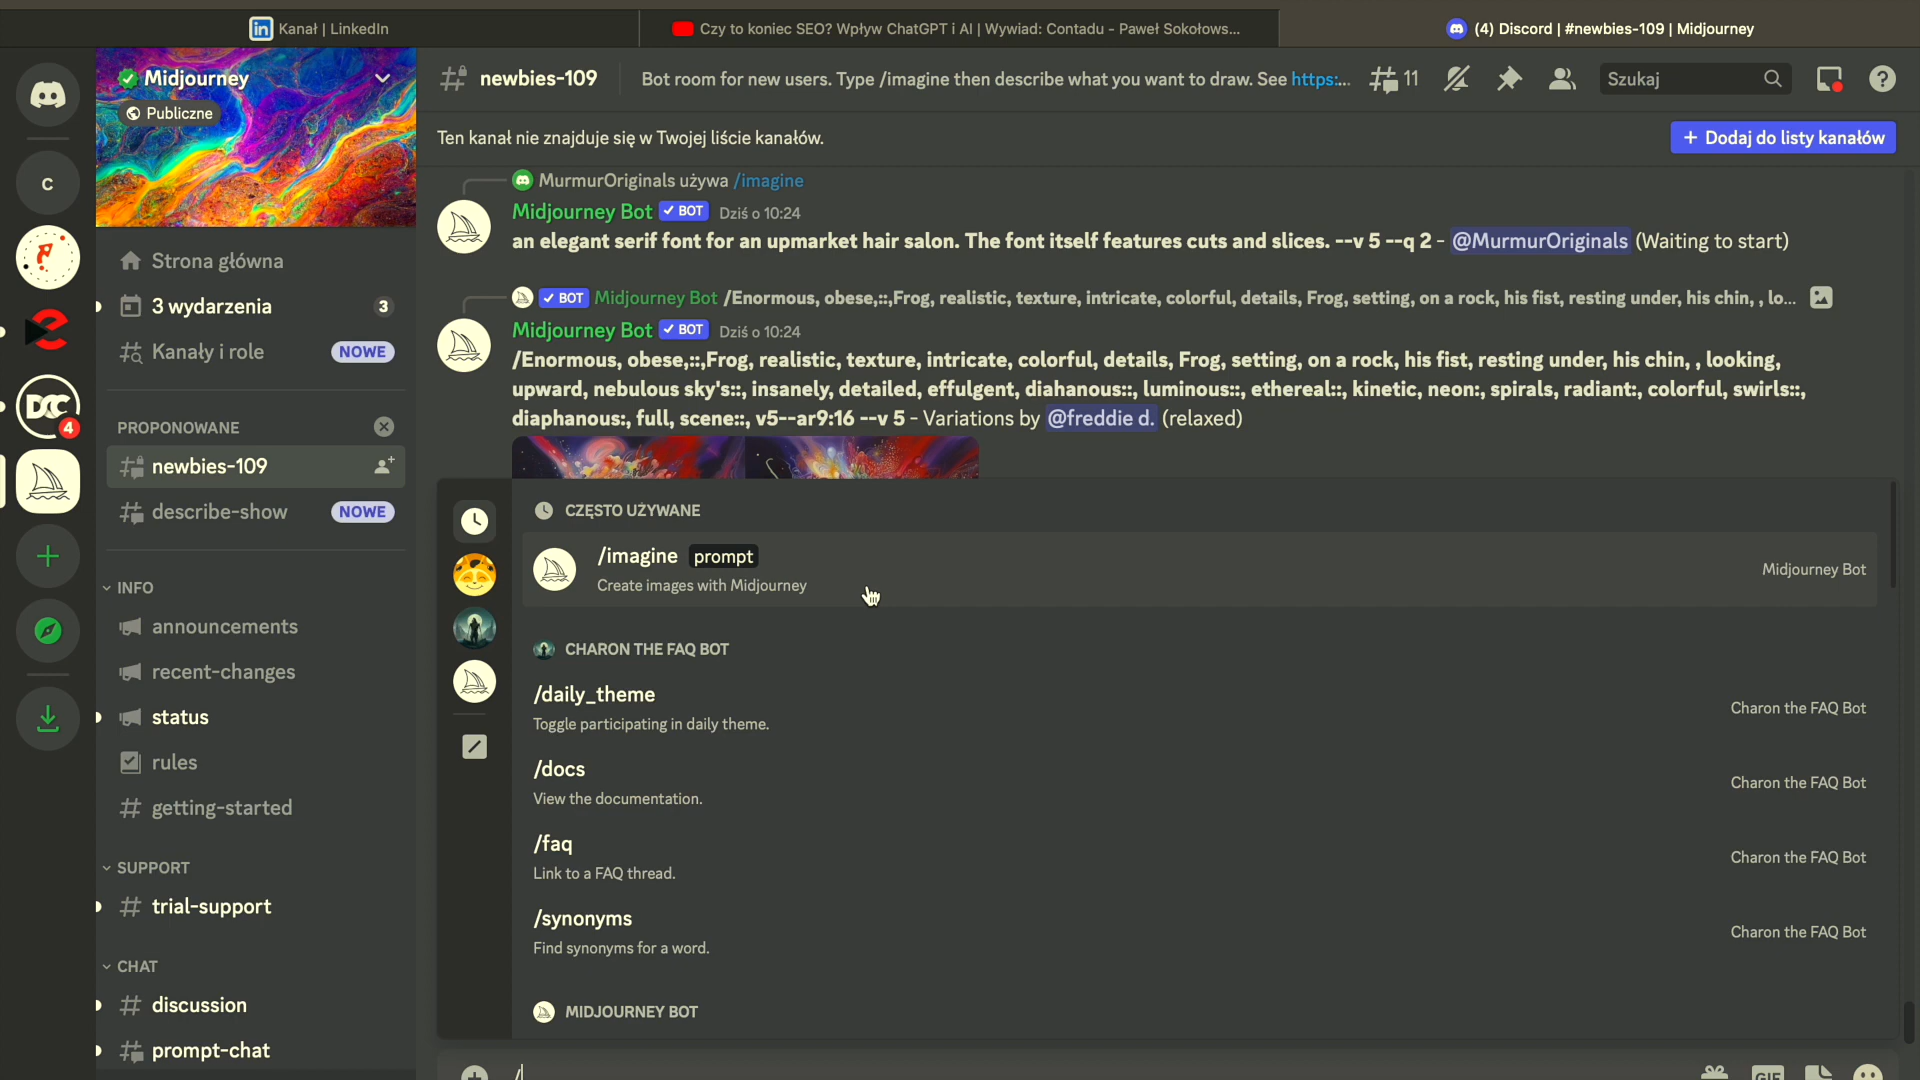 Kanał | LinkedIn
Czy to koniec SEO? Wpływ ChatGPT i AI | Wywiad: Contadu - Paweł Sokołows...
(4) Discord | #newbies-109 | Midjourney
Midjourney
Publiczne
newbies-109
Bot room for new users. Type /imagine then describe what you want to draw. See https:...
11
Szukaj
Ten kanał nie znajduje się w Twojej liście kanałów.
+ Dodaj do listy kanałów
C
DCC
4
Strona główna
3 wydarzenia
3
Kanały i role
NOWE
PROPONOWANE
newbies-109
describe-show
NOWE
INFO
announcements
recent-changes
status
rules
getting-started
SUPPORT
trial-support
CHAT
discussion
prompt-chat
MurmurOriginals używa /imagine
Midjourney Bot ✓ BOT Dziś o 10:24
an elegant serif font for an upmarket hair salon. The font itself features cuts and slices. --v 5 --q 2 - @MurmurOriginals (Waiting to start)
✓ BOT Midjourney Bot /Enormous, obese,::,Frog, realistic, texture, intricate, colorful, details, Frog, setting, on a rock, his fist, resting under, his chin, , lo...
Midjourney Bot ✓ BOT Dziś o 10:24
/Enormous, obese,::,Frog, realistic, texture, intricate, colorful, details, Frog, setting, on a rock, his fist, resting under, his chin, , looking,
upward, nebulous sky's::, insanely, detailed, effulgent, diahanous::, luminous::, ethereal::, kinetic, neon:, spirals, radiant:, colorful, swirls::,
diaphanous:, full, scene::, v5--ar9:16 --v 5 - Variations by @freddie d. (relaxed)
CZĘSTO UŻYWANE
/imagine prompt
Create images with Midjourney
Midjourney Bot
CHARON THE FAQ BOT
/daily_theme
Toggle participating in daily theme.
Charon the FAQ Bot
/docs
View the documentation.
Charon the FAQ Bot
/faq
Link to a FAQ thread.
Charon the FAQ Bot
/synonyms
Find synonyms for a word.
Charon the FAQ Bot
MIDJOURNEY BOT
/
GIF